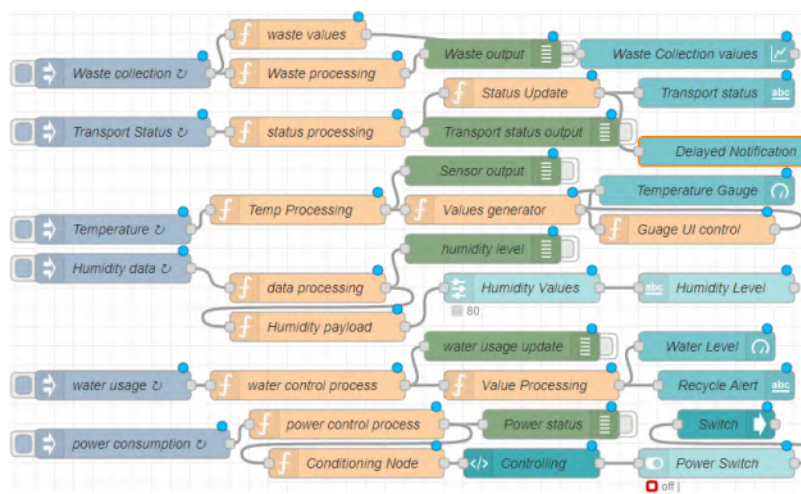 waste values
Waste output
Waste Collection values
Waste collection ↻
Waste processing
Status Update
Transport status
abc
Transport Status ↻
status processing
Transport status output
Delayed Notification
Sensor output
Temperature Gauge
Temp Processing
Values generator
Temperature ↻
Guage UI control
humidity level
Humidity data ↻
data processing
Humidity Values
abc
Humidity Level
80
Humidity payload
water usage update
Water Level
water usage ↻
water control process
Value Processing
Recycle Alert
abc
power control process
Power status
Switch
power consumption ↻
Conditioning Node
Controlling
Power Switch
off |